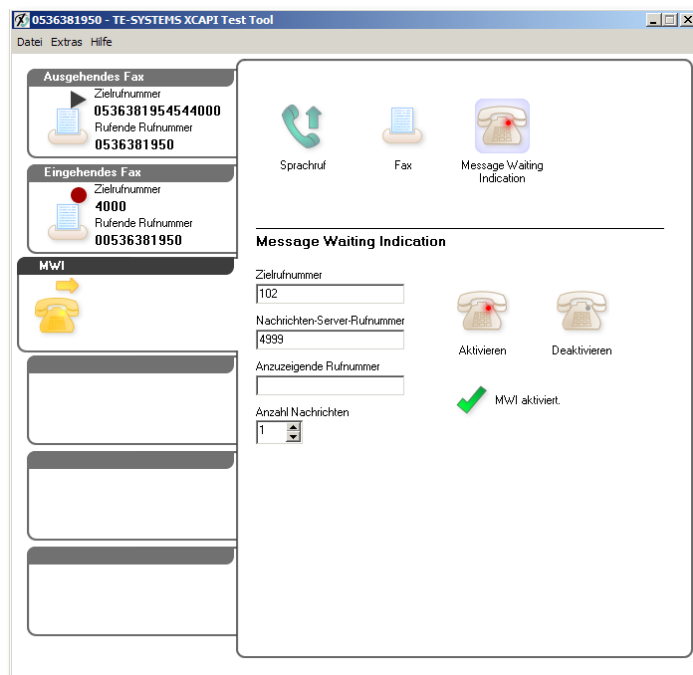 0536381950 - TE-SYSTEMS XCAPI Test Tool
Datei Extras Hilfe
Ausgehendes Fax
Zielrufnummer
0536381954544000
Rufende Rufnummer
0536381950
Eingehendes Fax
Zielrufnummer
4000
Rufende Rufnummer
00536381950
MWI
Sprachruf
Fax
Message Waiting
Indication
Message Waiting Indication
Zielrufnummer
102
Nachrichten-Server-Rufnummer
4999
Anzuzeigende Rufnummer
Anzahl Nachrichten
1
Aktivieren
Deaktivieren
MWI aktiviert.